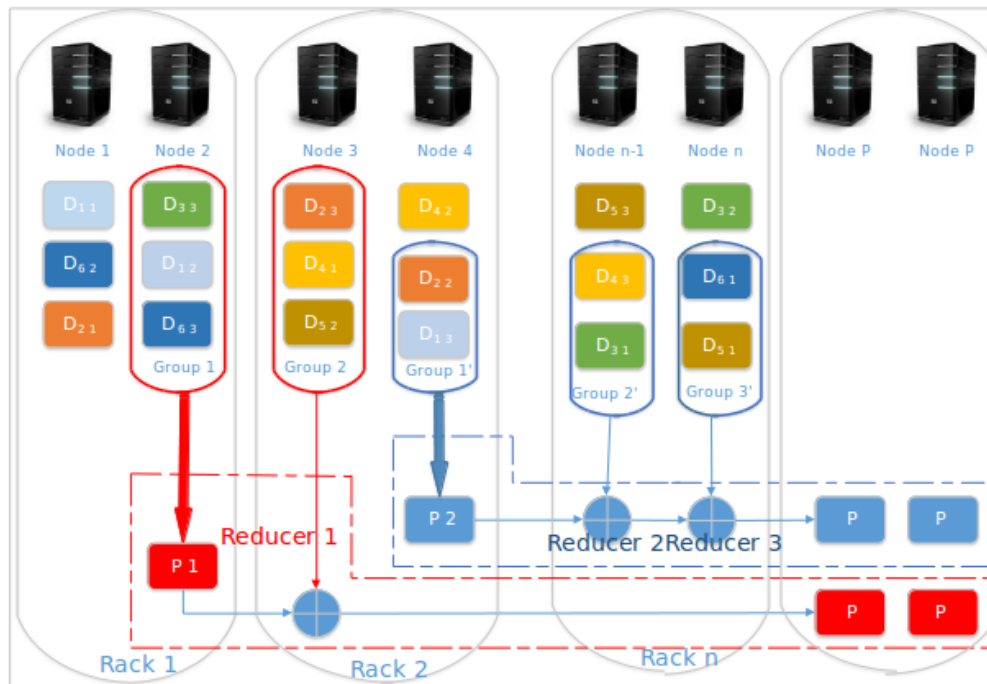 Node 1 Node 2 Node 3 Node 4 Node n-1 Node n Node P Node P
D1 1 D3 3 D2 3 D4 2 D5 3 D3 2
D6 2 D1 2 D4 1 D2 2 D4 3 D6 1
D2 1 D6 3 D5 2 D1 3 D3 1 D5 1
Group 1 Group 2 Group 1' Group 2' Group 3'
P 2 P P
Reducer 1 Reducer 2 Reducer 3
P 1
P P
Rack 1 Rack 2 Rack n